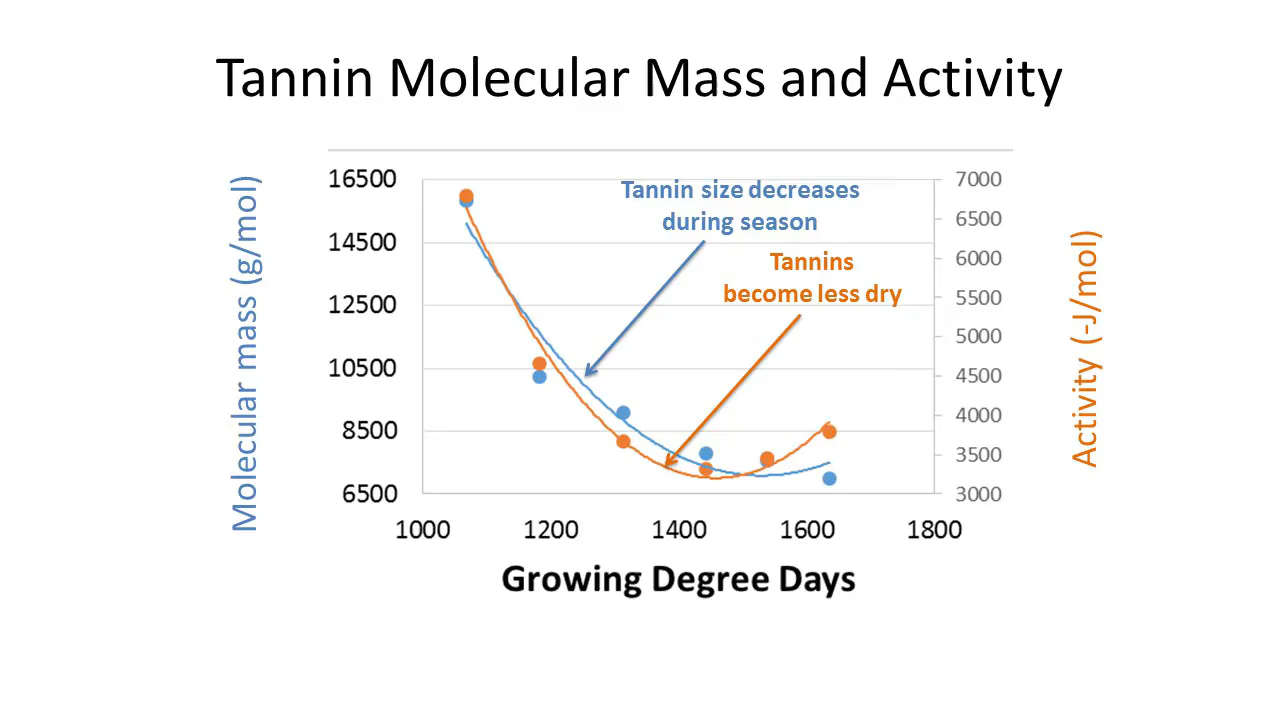 Tannin Molecular Mass and Activity
Molecular mass (g/mol)
16500
14500
12500
10500
8500
6500
Tannin size decreases
during season
Tannins
become less dry
7000
6500
6000
5500
5000
4500
4000
3500
3000
Activity (-J/mol)
1000 1200 1400 1600 1800
Growing Degree Days